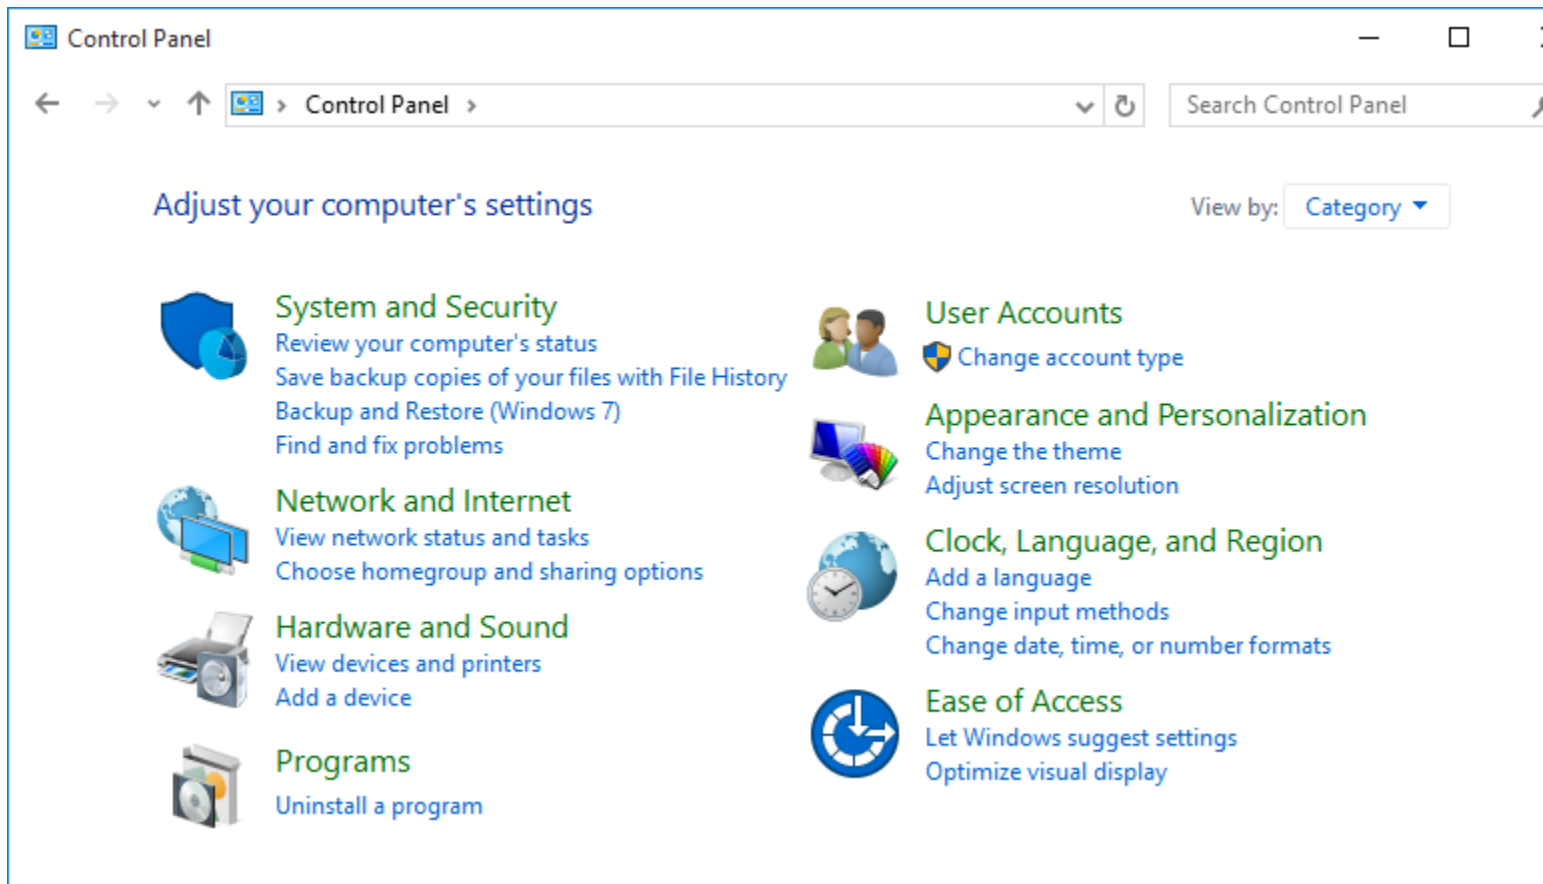 Control Panel
Control Panel
Search Control Panel
Adjust your computer's settings
View by: Category
System and Security
Review your computer's status
Save backup copies of your files with File History
Backup and Restore (Windows 7)
Find and fix problems
Network and Internet
View network status and tasks
Choose homegroup and sharing options
Hardware and Sound
View devices and printers
Add a device
Programs
Uninstall a program
User Accounts
Change account type
Appearance and Personalization
Change the theme
Adjust screen resolution
Clock, Language, and Region
Add a language
Change input methods
Change date, time, or number formats
Ease of Access
Let Windows suggest settings
Optimize visual display